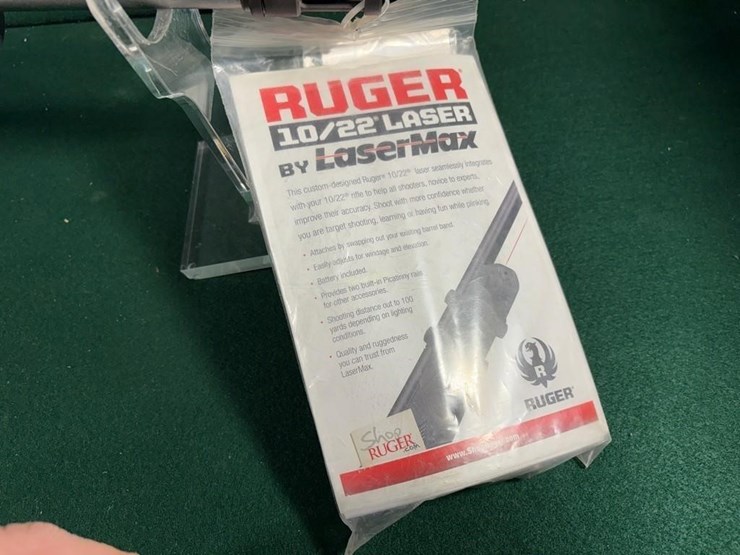 RUGER
10/22® LASER
BY LaserMax
This custom-designed Ruger® 10/22® laser seamlessly integrates
with your 10/22® rifle to help all shooters, novice to experts,
improve their accuracy. Shoot with more confidence whether
you are target shooting, learning or having fun while plinking.
• Attaches by swapping out your existing barrel band.
• Easily adjusts for windage and elevation.
• Battery included.
• Provides two built-in Picatinny rails
for other accessories.
• Shooting distance out to 100
yards depending on lighting
conditions.
• Quality and ruggedness
you can trust from
LaserMax.
R
RUGER
Shop
RUGER
.com